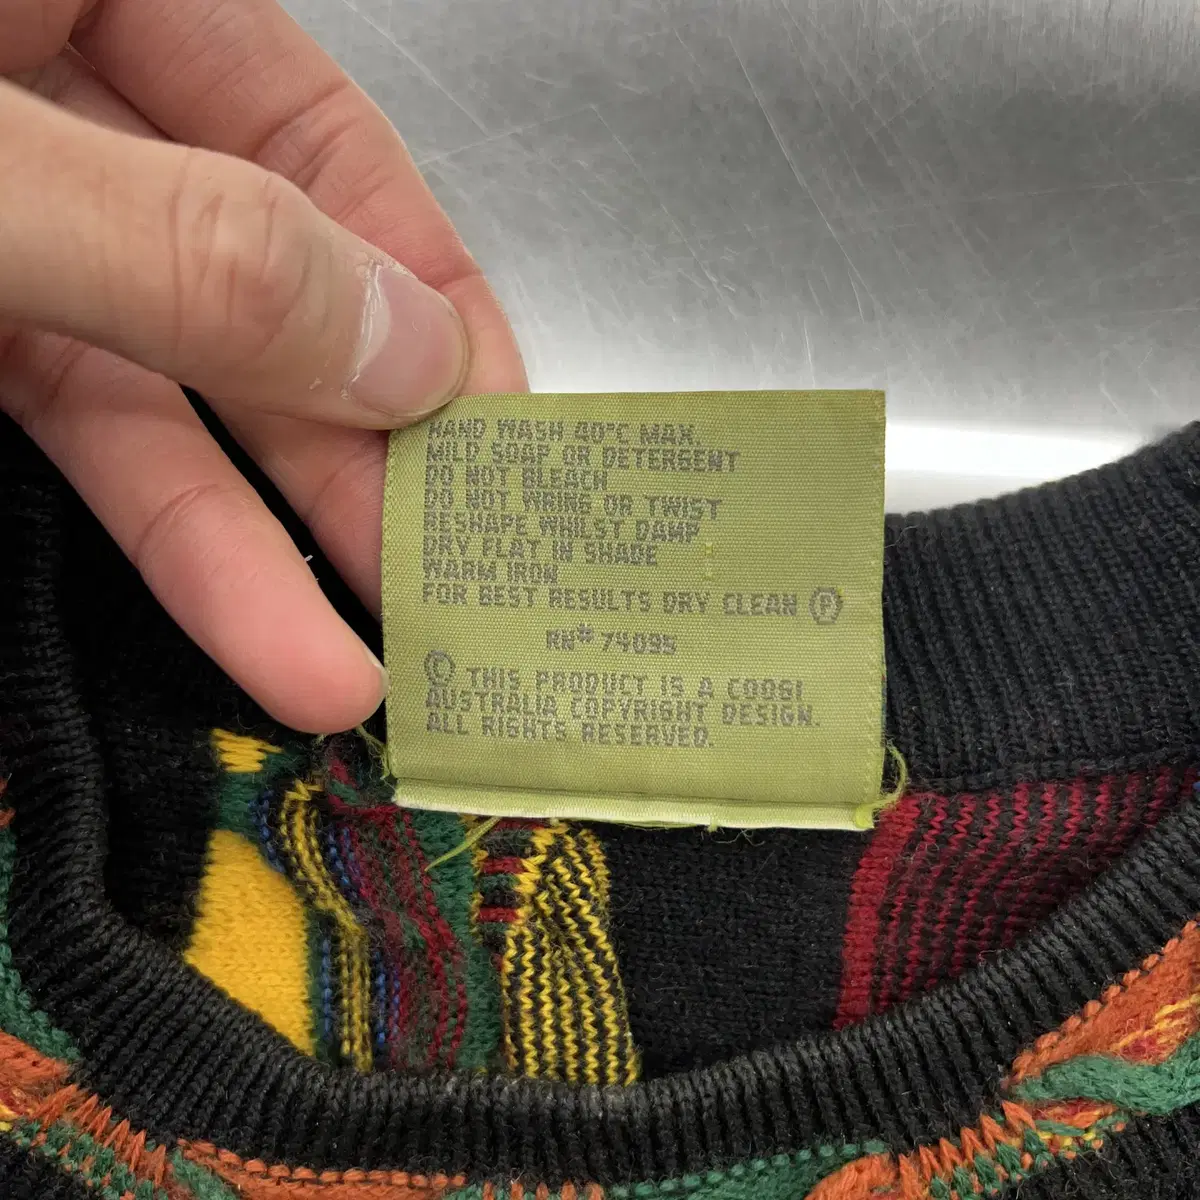 HAND WASH 40°C MAX.
MILD SOAP OR DETERGENT
DO NOT BLEACH
DO NOT WRING OR TWIST
RESHAPE WHILST DAMP
DRY FLAT IN SHADE
WARM IRON
FOR BEST RESULTS DRY CLEAN Ⓟ
RN# 74095
© THIS PRODUCT IS A COOGI
AUSTRALIA COPYRIGHT DESIGN.
ALL RIGHTS RESERVED.